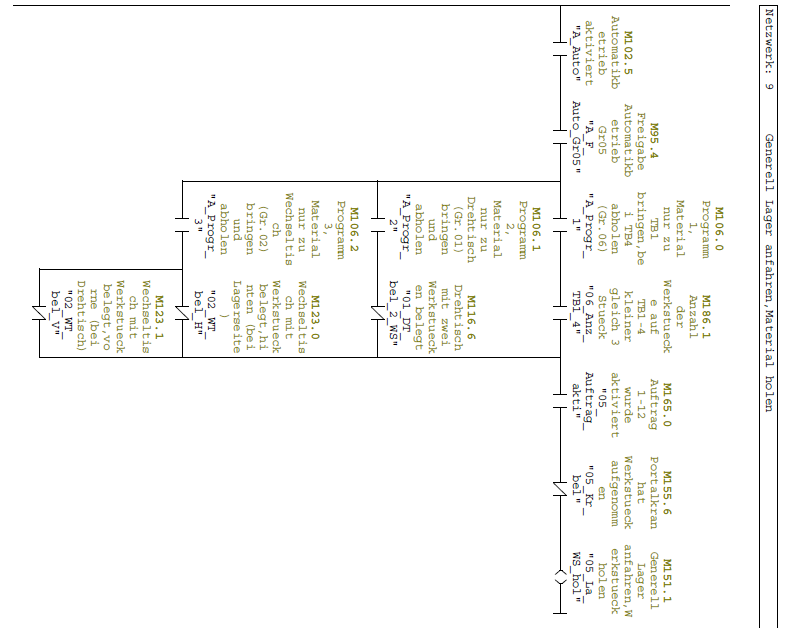 Netzwerk: 9    Generell Lager anfahren,Material holen
M102.5
Automatikb
etrieb
aktiviert
"A_Auto"
M95.4
Freigabe
Automatikb
etrieb
Gr05
"A_F_
Auto_Gr05"
M106.0
Programm
1,
Material
nur zu
TB1
bringen,be
i TB4
abholen
(Gr.06)
"A_Progr_
1"
M186.1
Anzahl
der
Werkstueck
e auf
TB1-4
kleiner
gleich 3
Stueck
"06_Anz_
TB1_4"
M165.0
Auftrag
1-12
wurde
aktiviert
"05_
Auftrag_
akti"
M155.6
Portalkran
hat
Werkstueck
aufgenomm
en
"05_Kr_
bel"
M151.1
Generell
Lager
anfahren,W
erkstueck
holen
"05_La_
WS_hol"
M106.1
Programm
2,
Material
nur zu
Drehtisch
(Gr.01)
bringen
und
abholen
"A_Progr_
2"
M116.6
Drehtisch
mit zwei
Werkstueck
en belegt
"01_DT_
bel_2_WS"
M106.2
Programm
3,
Material
nur zu
Wechseltis
ch
(Gr.02)
bringen
und
abholen
"A_Progr_
3"
M123.0
Wechseltis
ch mit
Werkstueck
belegt,hi
nten (bei
Lagerseite
)
"02_WT_
bel_H"
M123.1
Wechseltis
ch mit
Werkstueck
belegt,vo
rne (bei
Drehtisch)
"02_WT_
bel_V"